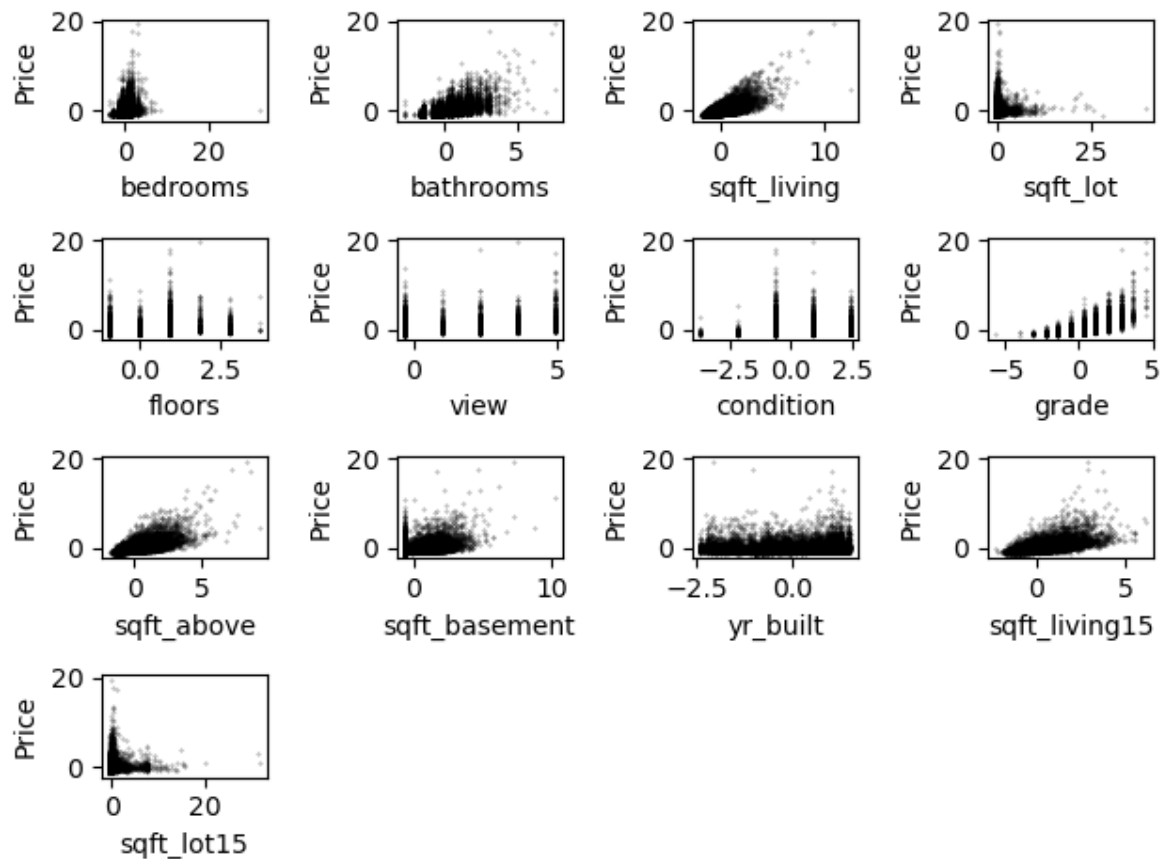 20
Price
0
0 20
bedrooms
20
Price
0
0 5
bathrooms
20
Price
0
0 10
sqft_living
20
Price
0
0 25
sqft_lot
20
Price
0
0.0 2.5
floors
20
Price
0
0 5
view
20
Price
0
−2.5 0.0 2.5
condition
20
Price
0
−5 0 5
grade
20
Price
0
0 5
sqft_above
20
Price
0
0 10
sqft_basement
20
Price
0
−2.5 0.0
yr_built
20
Price
0
0 5
sqft_living15
20
Price
0
0 20
sqft_lot15